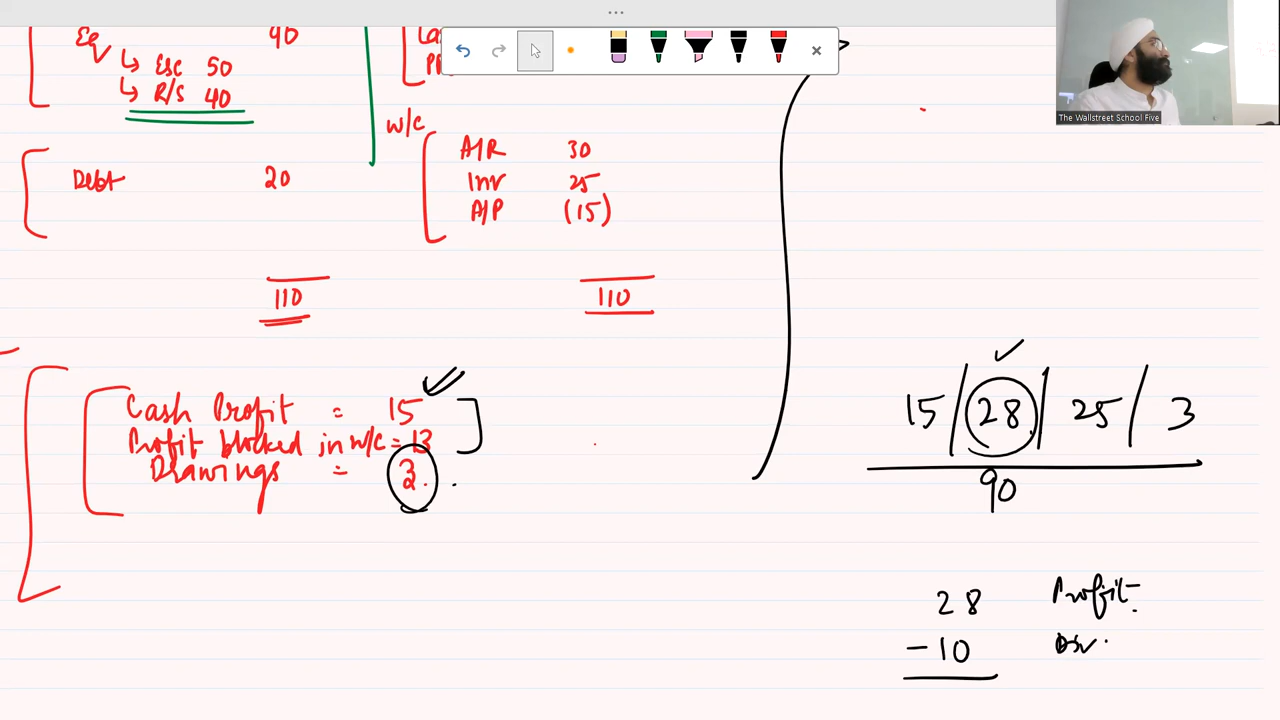 Eq 40
↳ ESC 50
↳ R/S 40
W/C
A/R 30
Debt 20
Inv 25
A/P (15)
110 110
Cash Profit = 15
Profit blocked in w/c = 13
Drawings = 3.
15 / 28 / 25 / 3
90
28 Profit.
-10
The Wallstreet School Five